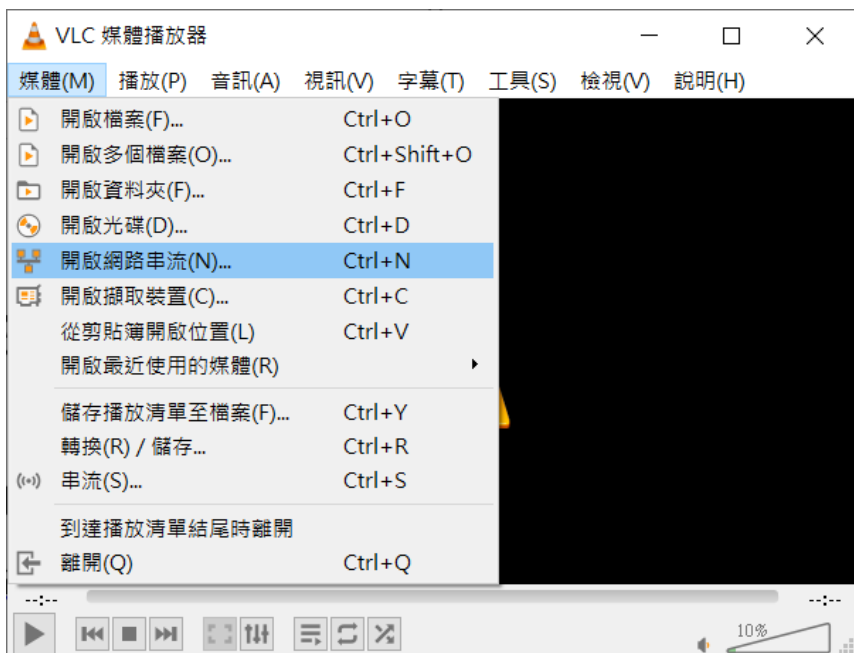 VLC 媒體播放器
媒體(M) 播放(P) 音訊(A) 視訊(V) 字幕(T) 工具(S) 檢視(V) 說明(H)
開啟檔案(F)... Ctrl+O
開啟多個檔案(O)... Ctrl+Shift+O
開啟資料夾(F)... Ctrl+F
開啟光碟(D)... Ctrl+D
開啟網路串流(N)... Ctrl+N
開啟擷取裝置(C)... Ctrl+C
從剪貼簿開啟位置(L) Ctrl+V
開啟最近使用的媒體(R)
儲存播放清單至檔案(F)... Ctrl+Y
轉換(R) / 儲存... Ctrl+R
串流(S)... Ctrl+S
到達播放清單結尾時離開
離開(Q) Ctrl+Q
--:-- --:--
10%